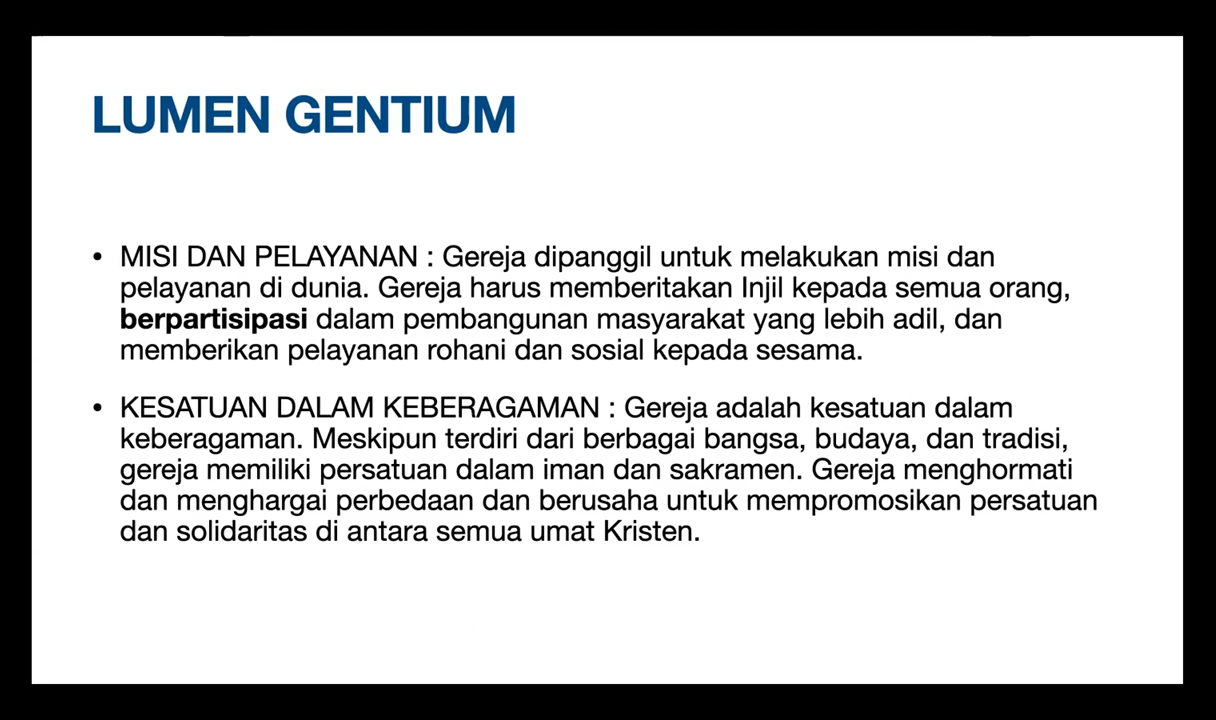 LUMEN GENTIUM
• MISI DAN PELAYANAN : Gereja dipanggil untuk melakukan misi dan
pelayanan di dunia. Gereja harus memberitakan Injil kepada semua orang,
berpartisipasi dalam pembangunan masyarakat yang lebih adil, dan
memberikan pelayanan rohani dan sosial kepada sesama.
• KESATUAN DALAM KEBERAGAMAN : Gereja adalah kesatuan dalam
keberagaman. Meskipun terdiri dari berbagai bangsa, budaya, dan tradisi,
gereja memiliki persatuan dalam iman dan sakramen. Gereja menghormati
dan menghargai perbedaan dan berusaha untuk mempromosikan persatuan
dan solidaritas di antara semua umat Kristen.